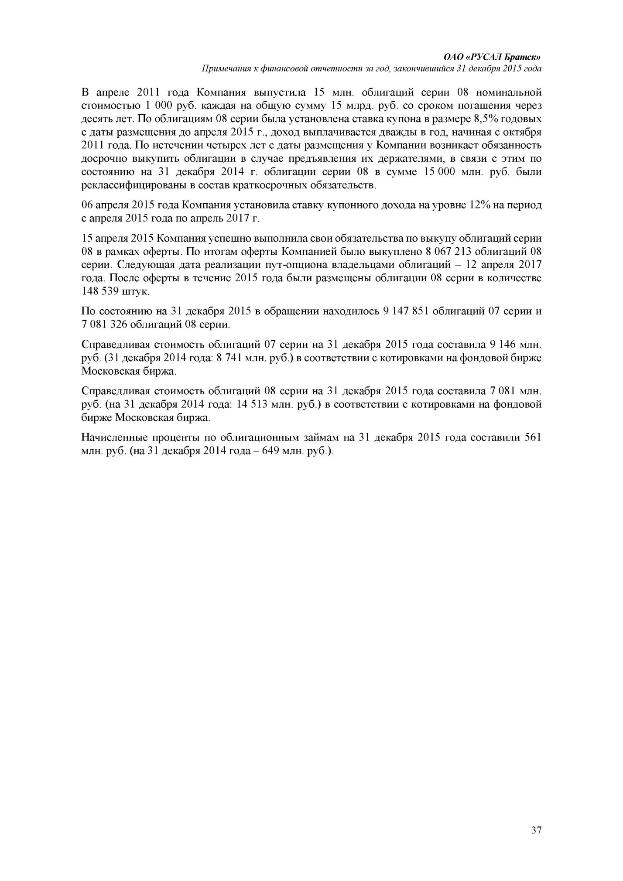 ОАО «РУСАЛ Братск»
Примечания к финансовой отчетности за год, закончившийся 31 декабря 2015 года
В апреле 2011 года Компания выпустила 15 млн. облигаций серии 08 номинальной
стоимостью 1 000 руб. каждая на общую сумму 15 млрд. руб. со сроком погашения через
десять лет. По облигациям 08 серии была установлена ставка купона в размере 8,5% годовых
с даты размещения до апреля 2015 г., доход выплачивается дважды в год, начиная с октября
2011 года. По истечении четырех лет с даты размещения у Компании возникает обязанность
досрочно выкупить облигации в случае предъявления их держателями, в связи с этим по
состоянию на 31 декабря 2014 г. облигации серии 08 в сумме 15 000 млн. руб. были
реклассифицированы в состав краткосрочных обязательств.
06 апреля 2015 года Компания установила ставку купонного дохода на уровне 12% на период
с апреля 2015 года по апрель 2017 г.
15 апреля 2015 Компания успешно выполнила свои обязательства по выкупу облигаций серии
08 в рамках оферты. По итогам оферты Компанией было выкуплено 8 067 213 облигаций 08
серии. Следующая дата реализации пут-опциона владельцами облигаций – 12 апреля 2017
года. После оферты в течение 2015 года были размещены облигации 08 серии в количестве
148 539 штук.
По состоянию на 31 декабря 2015 в обращении находилось 9 147 851 облигаций 07 серии и
7 081 326 облигаций 08 серии.
Справедливая стоимость облигаций 07 серии на 31 декабря 2015 года составила 9 146 млн.
руб. (31 декабря 2014 года: 8 741 млн. руб.) в соответствии с котировками на фондовой бирже
Московская биржа.
Справедливая стоимость облигаций 08 серии на 31 декабря 2015 года составила 7 081 млн.
руб. (на 31 декабря 2014 года: 14 513 млн. руб.) в соответствии с котировками на фондовой
бирже Московская биржа.
Начисленные проценты по облигационным займам на 31 декабря 2015 года составили 561
млн. руб. (на 31 декабря 2014 года – 649 млн. руб.).
37